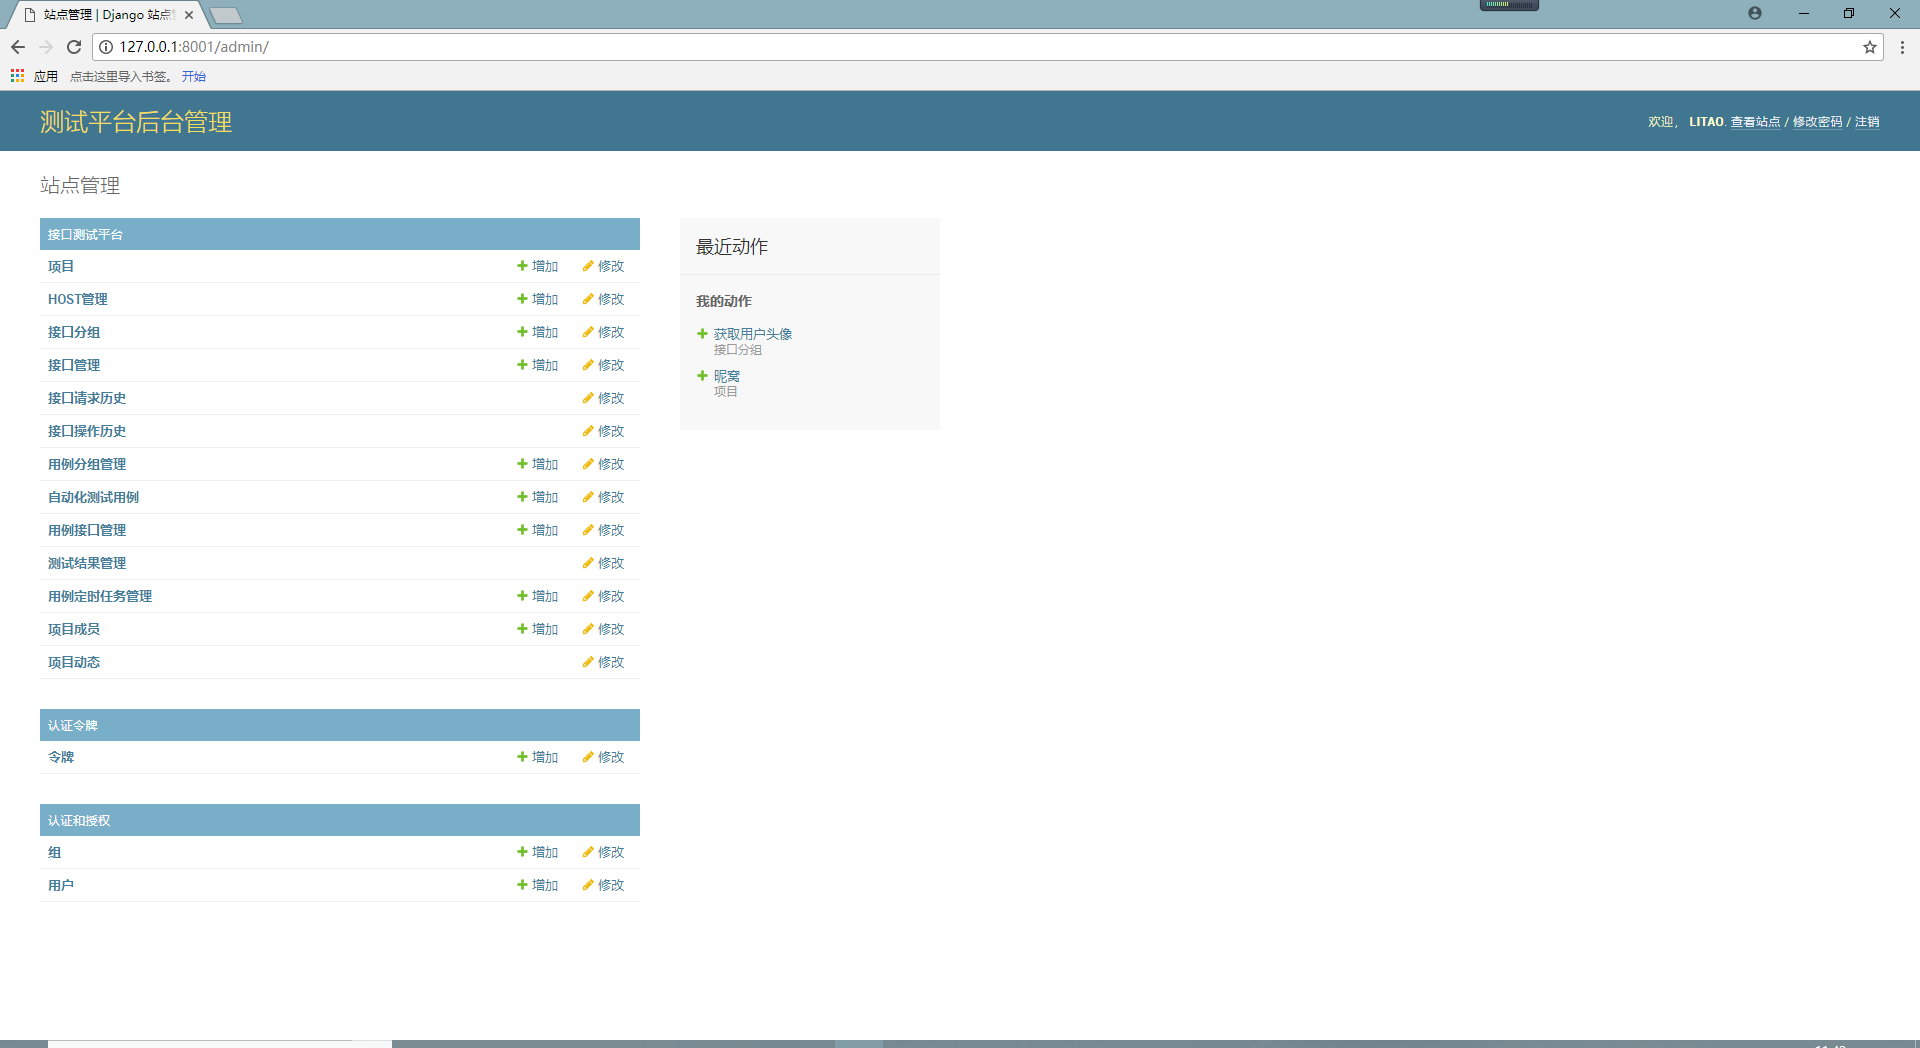 站点管理 | Django 站点
127.0.0.1:8001/admin/
应用 点击这里导入书签。 开始
测试平台后台管理
欢迎， LITAO. 查看站点 / 修改密码 / 注销
站点管理
接口测试平台
项目 增加 修改
HOST管理 增加 修改
接口分组 增加 修改
接口管理 增加 修改
接口请求历史 修改
接口操作历史 修改
用例分组管理 增加 修改
自动化测试用例 增加 修改
用例接口管理 增加 修改
测试结果管理 修改
用例定时任务管理 增加 修改
项目成员 增加 修改
项目动态 修改
认证令牌
令牌 增加 修改
认证和授权
组 增加 修改
用户 增加 修改
最近动作
我的动作
获取用户头像
接口分组
昵窝
项目